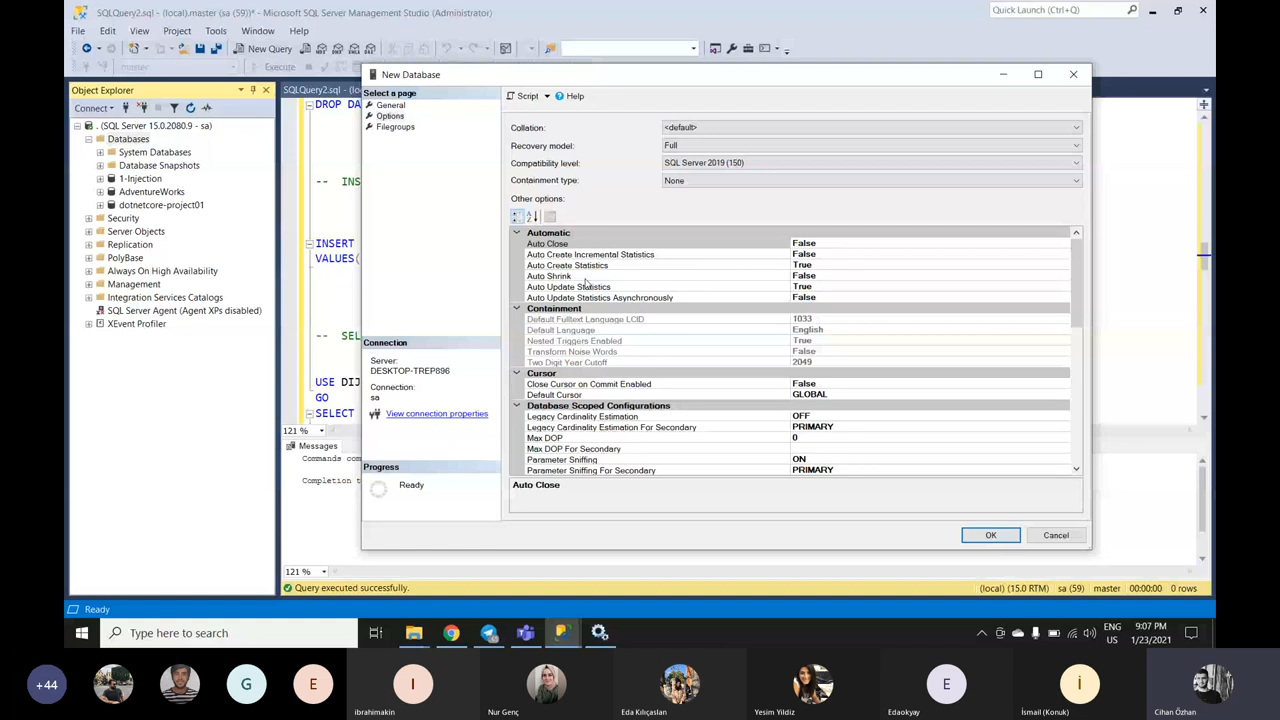 SQLQuery2.sql - (local).master (sa (59))* - Microsoft SQL Server Management Studio (Administrator)
Quick Launch (Ctrl+Q)
File Edit View Project Tools Window Help
New Query
master
Execute
Object Explorer
Connect
. (SQL Server 15.0.2080.9 - sa)
Databases
System Databases
Database Snapshots
1-Injection
AdventureWorks
dotnetcore-project01
Security
Server Objects
Replication
PolyBase
Always On High Availability
Management
Integration Services Catalogs
SQL Server Agent (Agent XPs disabled)
XEvent Profiler
SQLQuery2.sql - (lo
DROP DA
-- INS
INSERT
VALUES(
-- SEL
USE DIJ
GO
SELECT
121 %
Messages
Commands com
Completion t
121 %
Query executed successfully.
(local) (15.0 RTM) sa (59) master 00:00:00 0 rows
New Database
Select a page
General
Options
Filegroups
Connection
Server:
DESKTOP-TREP896
Connection:
sa
View connection properties
Progress
Ready
Script Help
Collation: <default>
Recovery model: Full
Compatibility level: SQL Server 2019 (150)
Containment type: None
Other options:
Automatic
Auto Close False
Auto Create Incremental Statistics False
Auto Create Statistics True
Auto Shrink False
Auto Update Statistics True
Auto Update Statistics Asynchronously False
Containment
Default Fulltext Language LCID 1033
Default Language English
Nested Triggers Enabled True
Transform Noise Words False
Two Digit Year Cutoff 2049
Cursor
Close Cursor on Commit Enabled False
Default Cursor GLOBAL
Database Scoped Configurations
Legacy Cardinality Estimation OFF
Legacy Cardinality Estimation For Secondary PRIMARY
Max DOP 0
Max DOP For Secondary
Parameter Sniffing ON
Parameter Sniffing For Secondary PRIMARY
Auto Close
OK Cancel
Ready
Type here to search
ENG
US
9:07 PM
1/23/2021
+44
G
E
I
ibrahimakin
Nur Genç
Eda Kılıçaslan
Yesim Yildiz
E
Edaokyay
İ
İsmail (Konuk)
Cihan Özhan